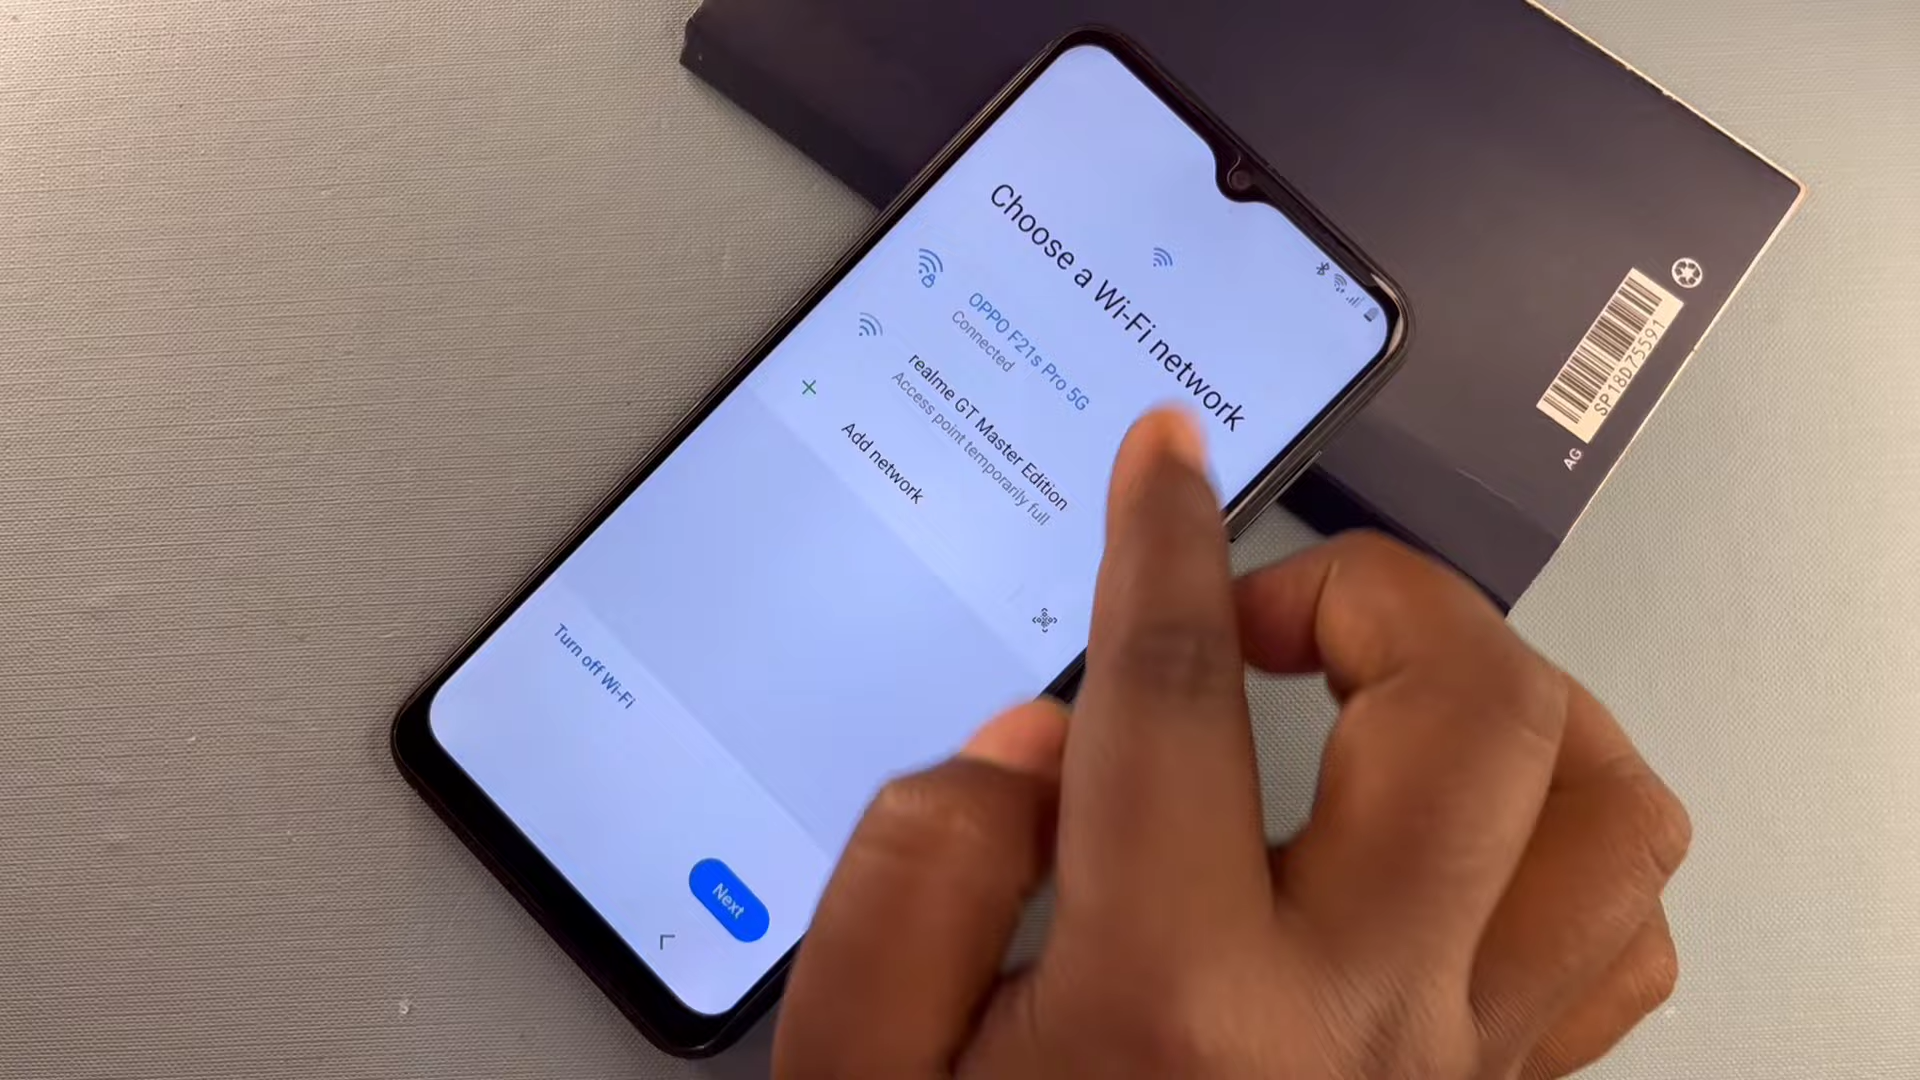 Choose a Wi-Fi network
OPPO F21s Pro 5G
Connected
realme GT Master Edition
Access point temporarily full
Add network
Turn off Wi-Fi
Next
SP18D75591
AG